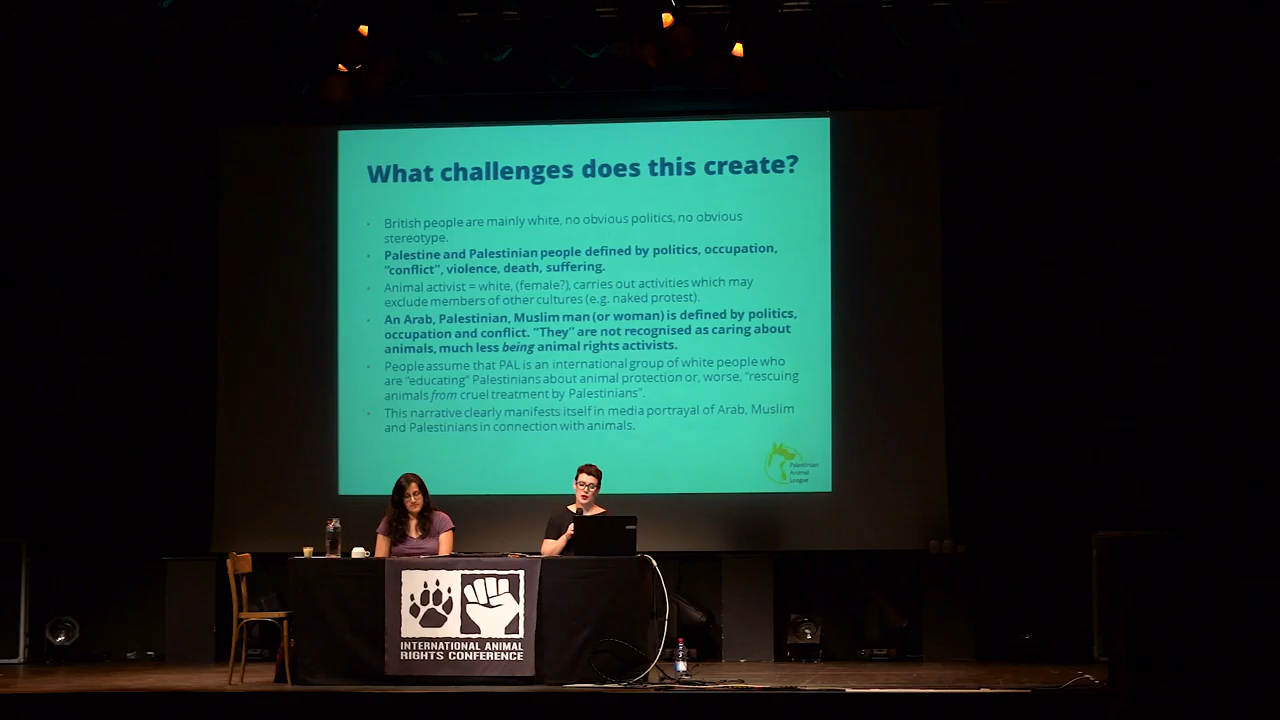 What challenges does this create?
• British people are mainly white, no obvious politics, no obvious
stereotype.
• Palestine and Palestinian people defined by politics, occupation,
"conflict", violence, death, suffering.
• Animal activist = white, (female?), carries out activities which may
exclude members of other cultures (e.g. naked protest).
• An Arab, Palestinian, Muslim man (or woman) is defined by politics,
occupation and conflict. "They" are not recognised as caring about
animals, much less being animal rights activists.
• People assume that PAL is an international group of white people who
are "educating" Palestinians about animal protection or, worse, "rescuing
animals from cruel treatment by Palestinians".
• This narrative clearly manifests itself in media portrayal of Arab, Muslim
and Palestinians in connection with animals.
Palestinian
Animal
League
INTERNATIONAL ANIMAL
RIGHTS CONFERENCE